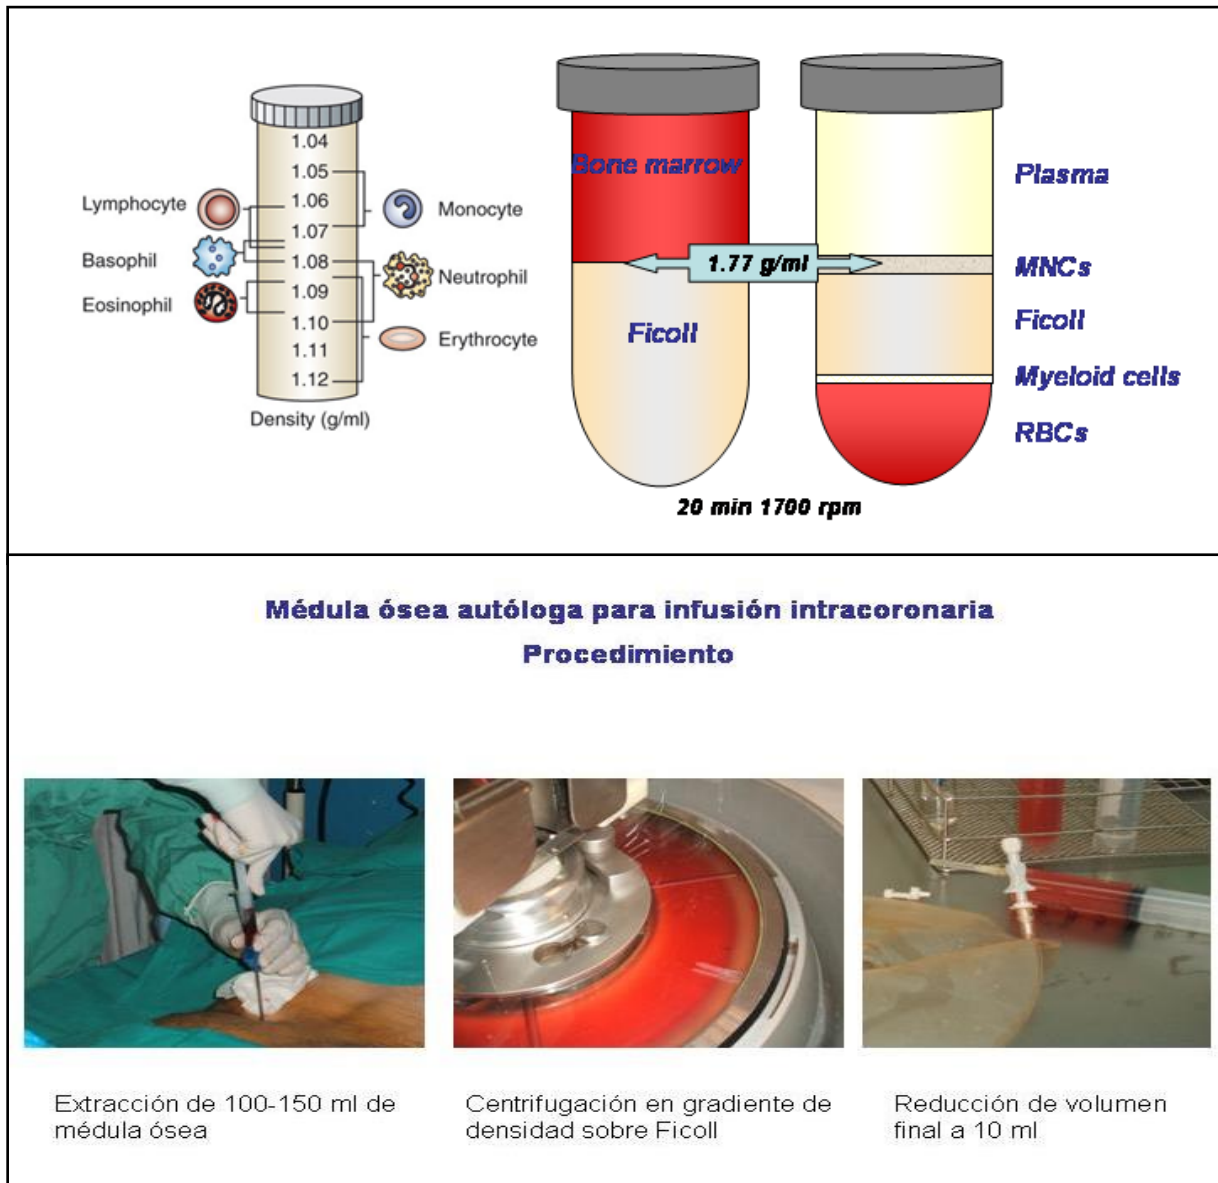 1.04
1.05
1.06
1.07
1.08
1.09
1.10
1.11
1.12
Density (g/ml)
Lymphocyte
Basophil
Eosinophil
Monocyte
Neutrophil
Erythrocyte
Bone marrow
Ficoll
1.77 g/ml
Plasma
MNCs
Ficoll
Myeloid cells
RBCs
20 min 1700 rpm
Médula ósea autóloga para infusión intracoronaria
Procedimiento
Extracción de 100-150 ml de
médula ósea
Centrifugación en gradiente de
densidad sobre Ficoll
Reducción de volumen
final a 10 ml